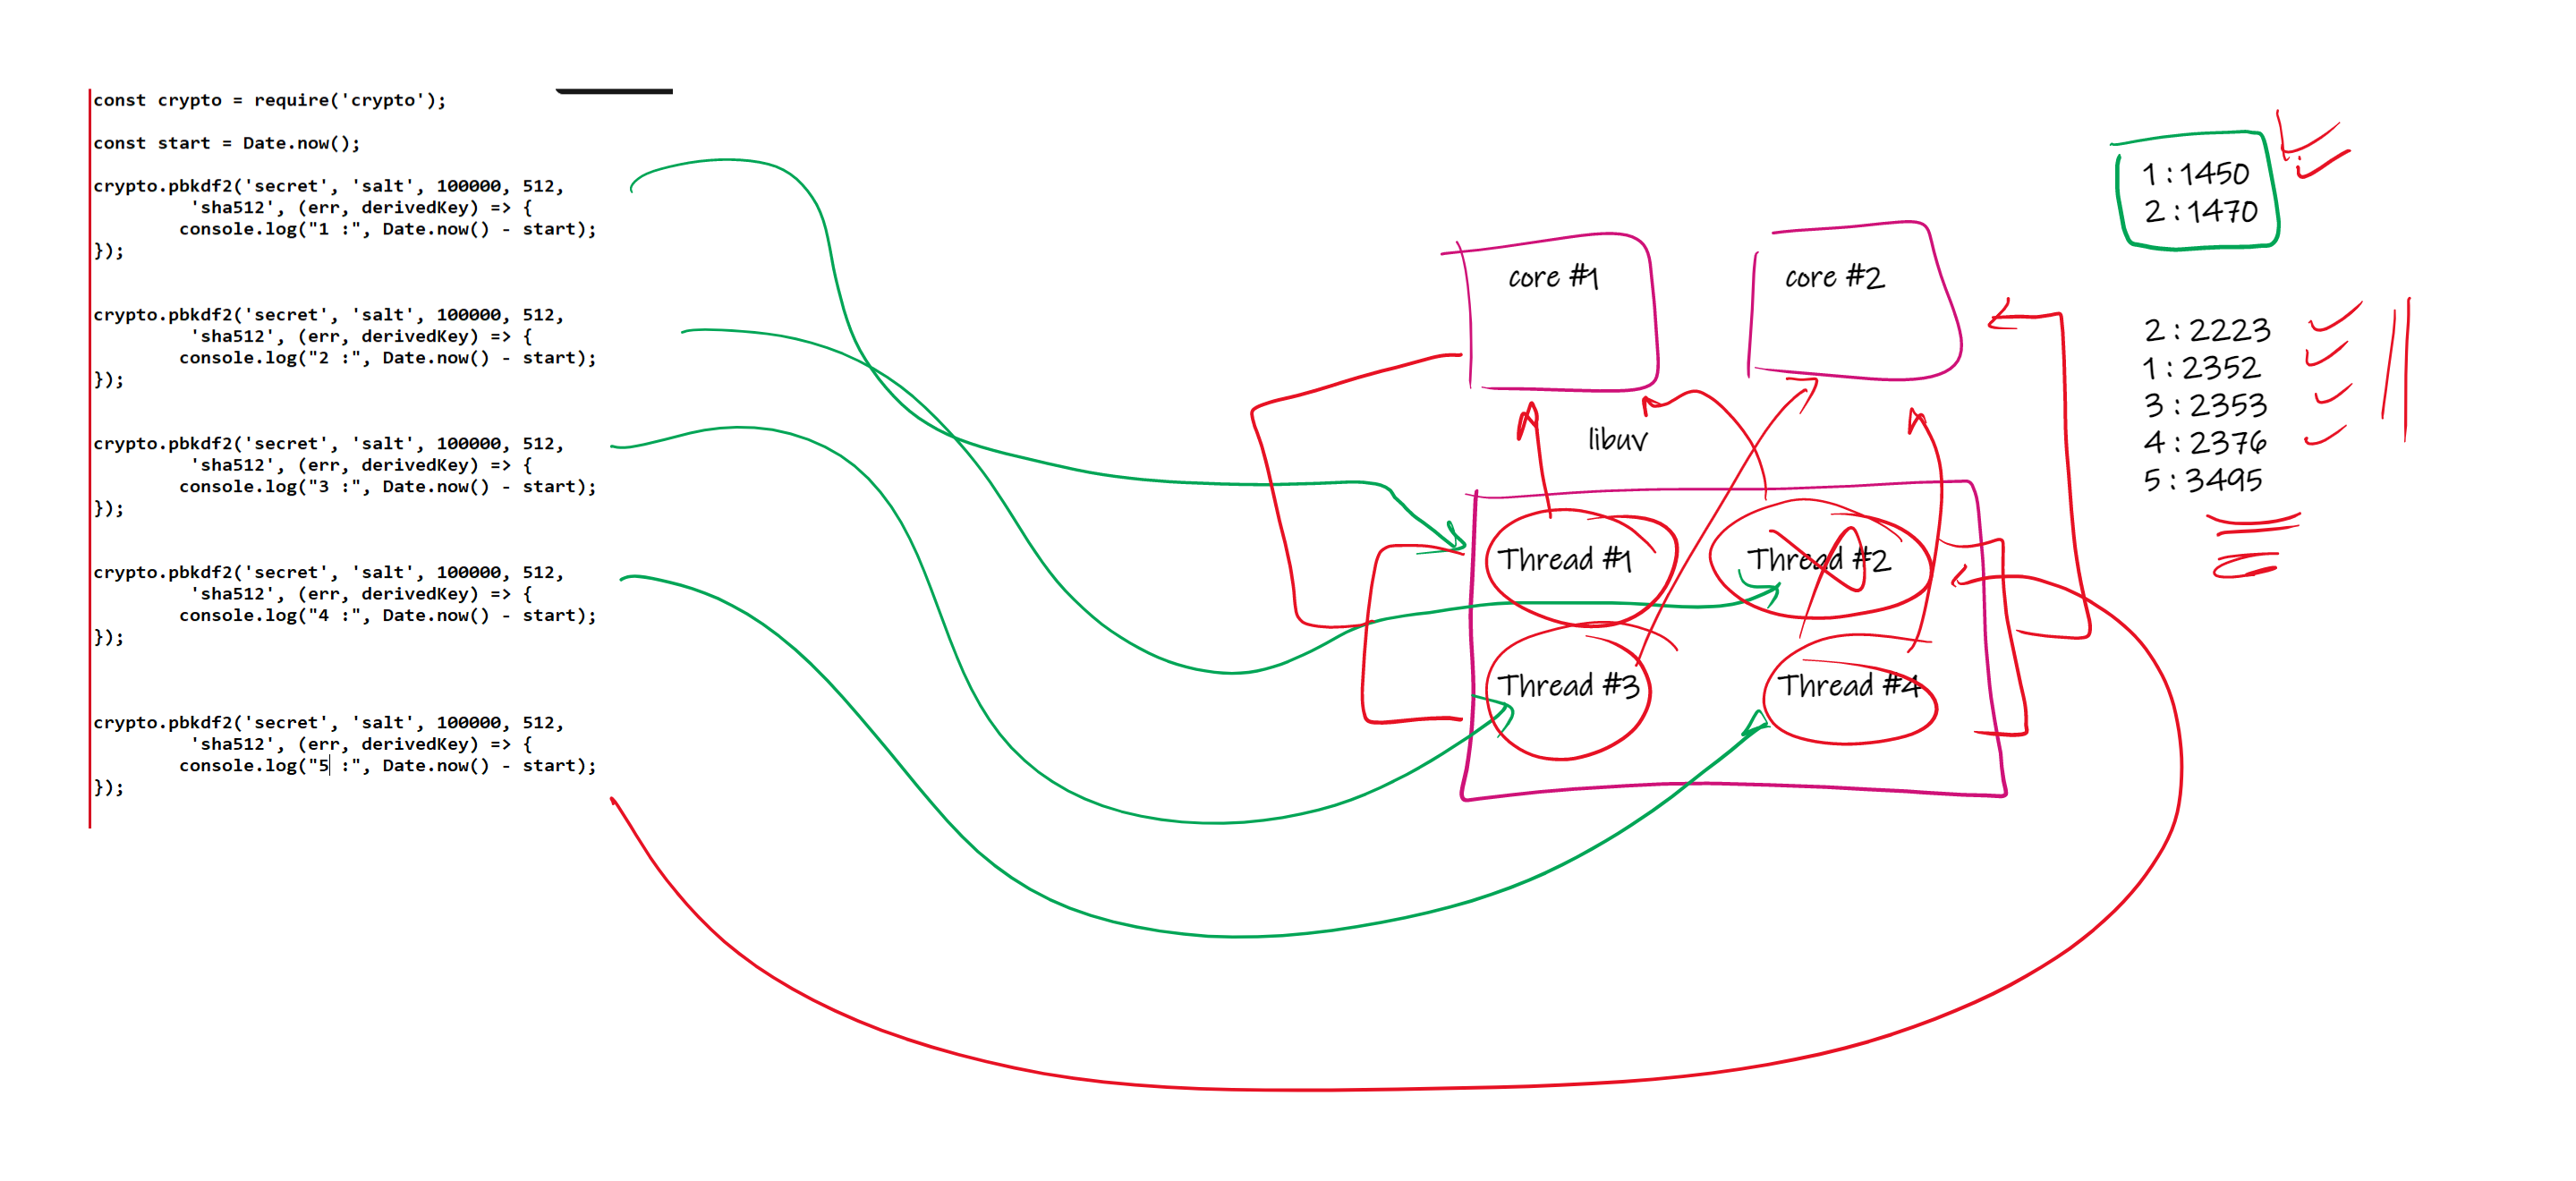 const crypto = require('crypto');
const start = Date.now();
crypto.pbkdf2('secret', 'salt', 100000, 512,
'sha512', (err, derivedKey) => {
console.log("1 :", Date.now() - start);
});
crypto.pbkdf2('secret', 'salt', 100000, 512,
'sha512', (err, derivedKey) => {
console.log("2 :", Date.now() - start);
});
crypto.pbkdf2('secret', 'salt', 100000, 512,
'sha512', (err, derivedKey) => {
console.log("3 :", Date.now() - start);
});
crypto.pbkdf2('secret', 'salt', 100000, 512,
'sha512', (err, derivedKey) => {
console.log("4 :", Date.now() - start);
});
crypto.pbkdf2('secret', 'salt', 100000, 512,
'sha512', (err, derivedKey) => {
console.log("5 :", Date.now() - start);
});
core #1
core #2
libuv
Thread #1
Thread #2
Thread #3
Thread #4
1 : 1450
2 : 1470
2 : 2223
1 : 2352
3 : 2353
4 : 2376
5 : 3495